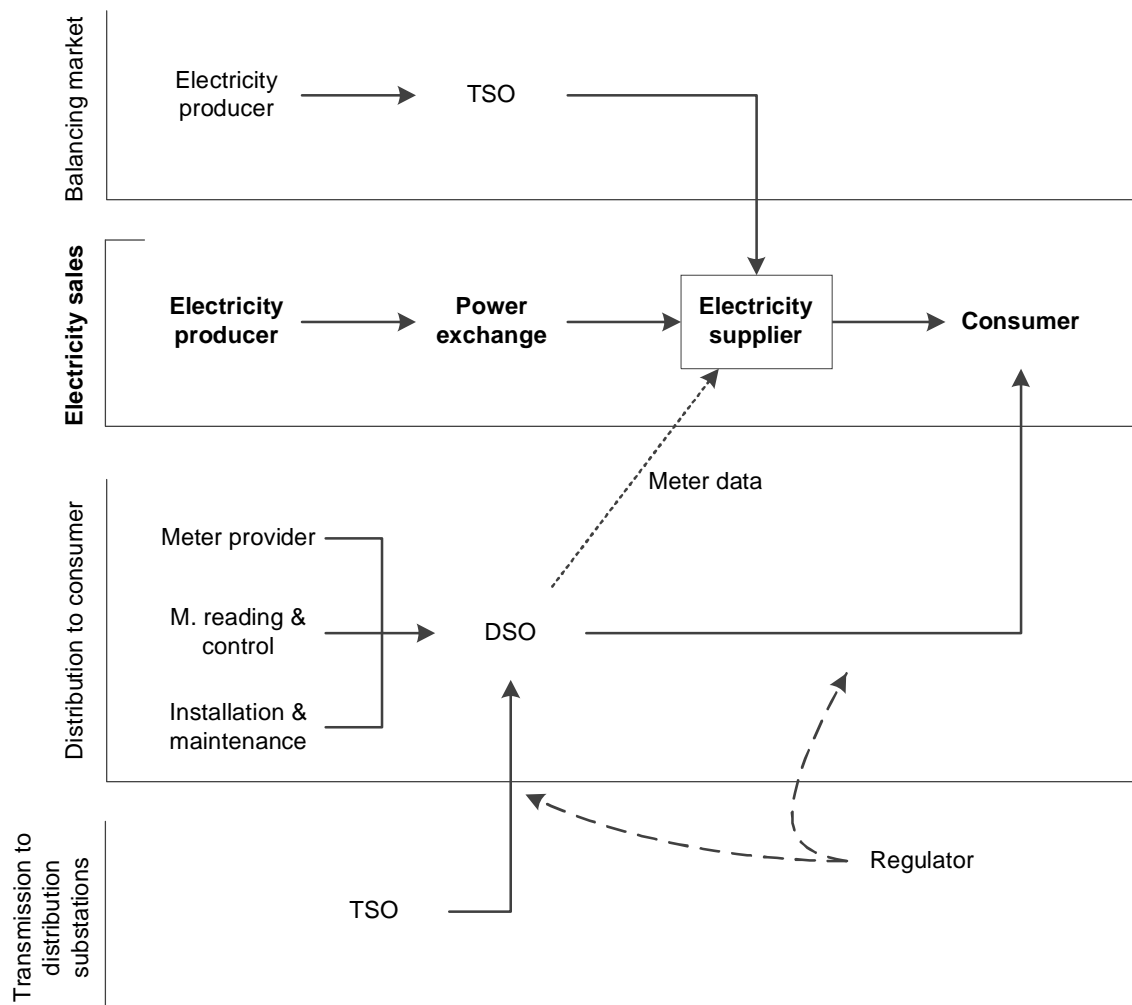 Balancing market
Electricity
producer
TSO
Electricity sales
Electricity
producer
Power
exchange
Electricity
supplier
Consumer
Distribution to consumer
Meter data
Meter provider
M. reading &
control
DSO
Installation &
maintenance
Transmission to
distribution
substations
Regulator
TSO